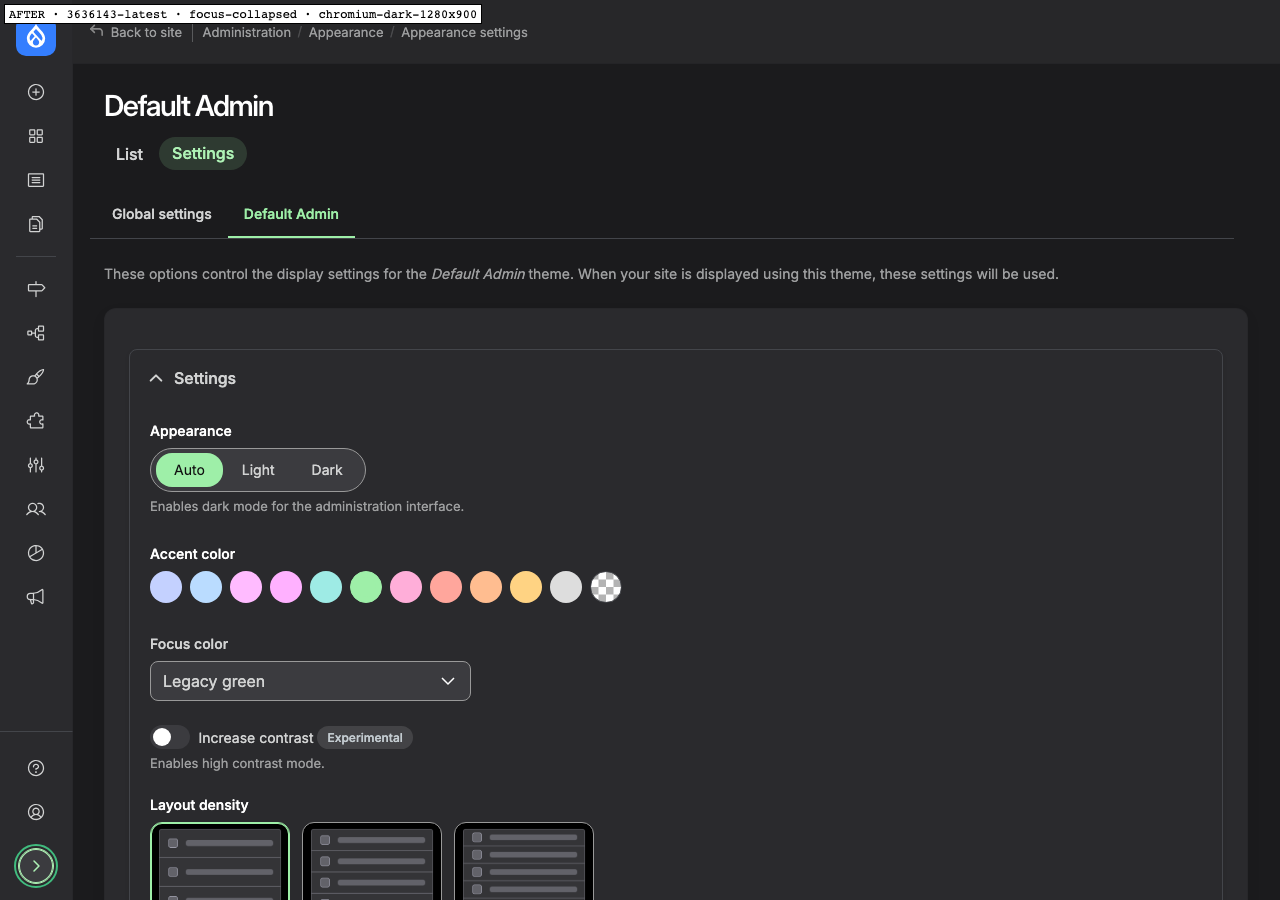 AFTER · 3636143-latest · focus-collapsed · chromium-dark-1280x900
Back to site Administration / Appearance / Appearance settings
Default Admin
List Settings
Global settings Default Admin
These options control the display settings for the Default Admin theme. When your site is displayed using this theme, these settings will be used.
Settings
Appearance
Auto Light Dark
Enables dark mode for the administration interface.
Accent color
Focus color
Legacy green
Increase contrast Experimental
Enables high contrast mode.
Layout density